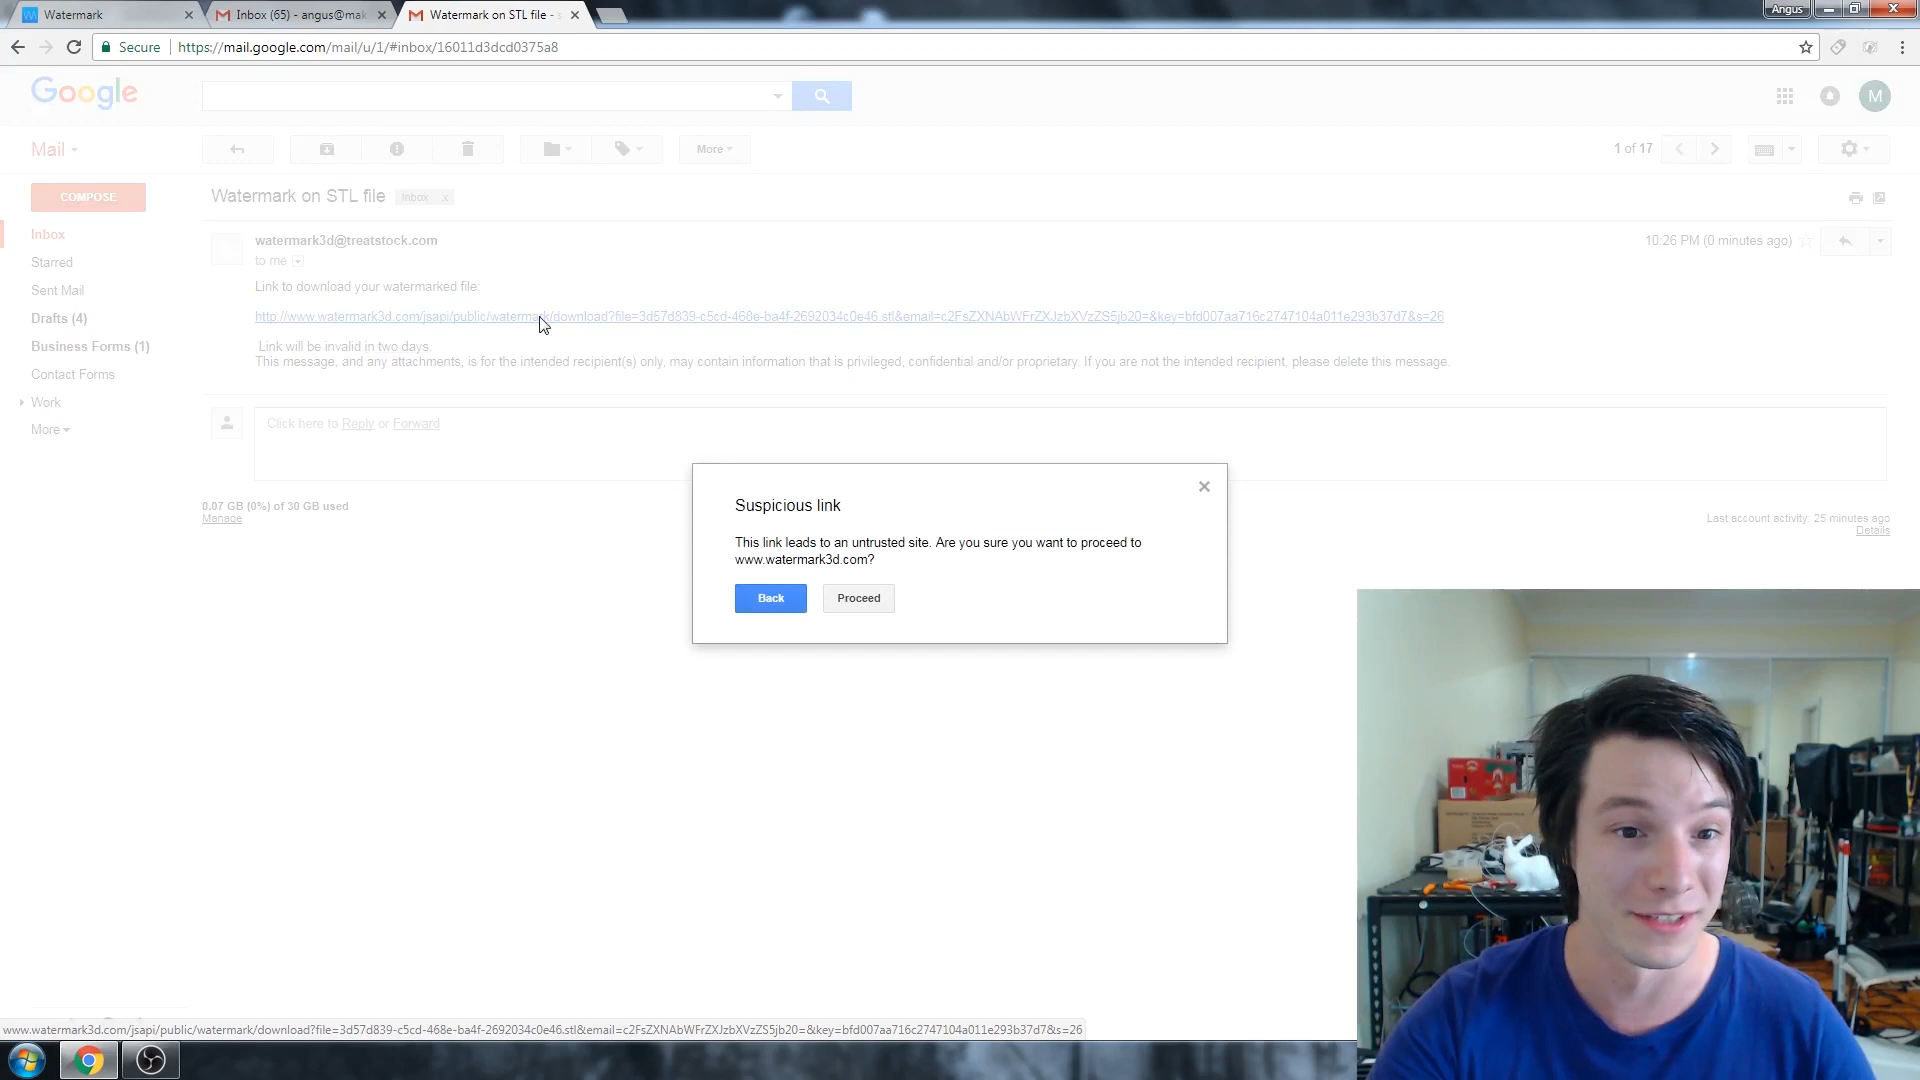 Watermark
Inbox (65) - angus@mak
Watermark on STL file - s
Angus
Secure
https://mail.google.com/mail/u/1/#inbox/16011d3dcd0375a8
Google
M
Mail
More
1 of 17
COMPOSE
Watermark on STL file
Inbox x
Inbox
watermark3d@treatstock.com
10:26 PM (0 minutes ago)
to me
Starred
Link to download your watermarked file:
Sent Mail
http://www.watermark3d.com/jsapi/public/watermark/download?file=3d57d839-c5cd-468e-ba4f-2692034c0e46.stl&email=c2FsZXNAbWFrZXJzbXVzZS5jb20=&key=bfd007aa716c2747104a011e293b37d7&s=26
Drafts (4)
Link will be invalid in two days.
Business Forms (1)
This message, and any attachments, is for the intended recipient(s) only, may contain information that is privileged, confidential and/or proprietary. If you are not the intended recipient, please delete this message.
Contact Forms
Work
More
Click here to Reply or Forward
0.07 GB (0%) of 30 GB used
Manage
Last account activity: 25 minutes ago
Details
Suspicious link
This link leads to an untrusted site. Are you sure you want to proceed to
www.watermark3d.com?
Back
Proceed
www.watermark3d.com/jsapi/public/watermark/download?file=3d57d839-c5cd-468e-ba4f-2692034c0e46.stl&email=c2FsZXNAbWFrZXJzbXVzZS5jb20=&key=bfd007aa716c2747104a011e293b37d7&s=26